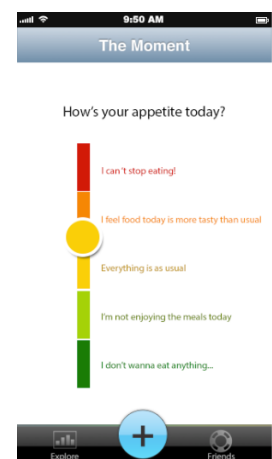 9:50 AM
The Moment
How's your appetite today?
I can't stop eating!
I feel food today is more tasty than usual
Everything is as usual
I'm not enjoying the meals today
I don't wanna eat anything...
+
Explore
Friends